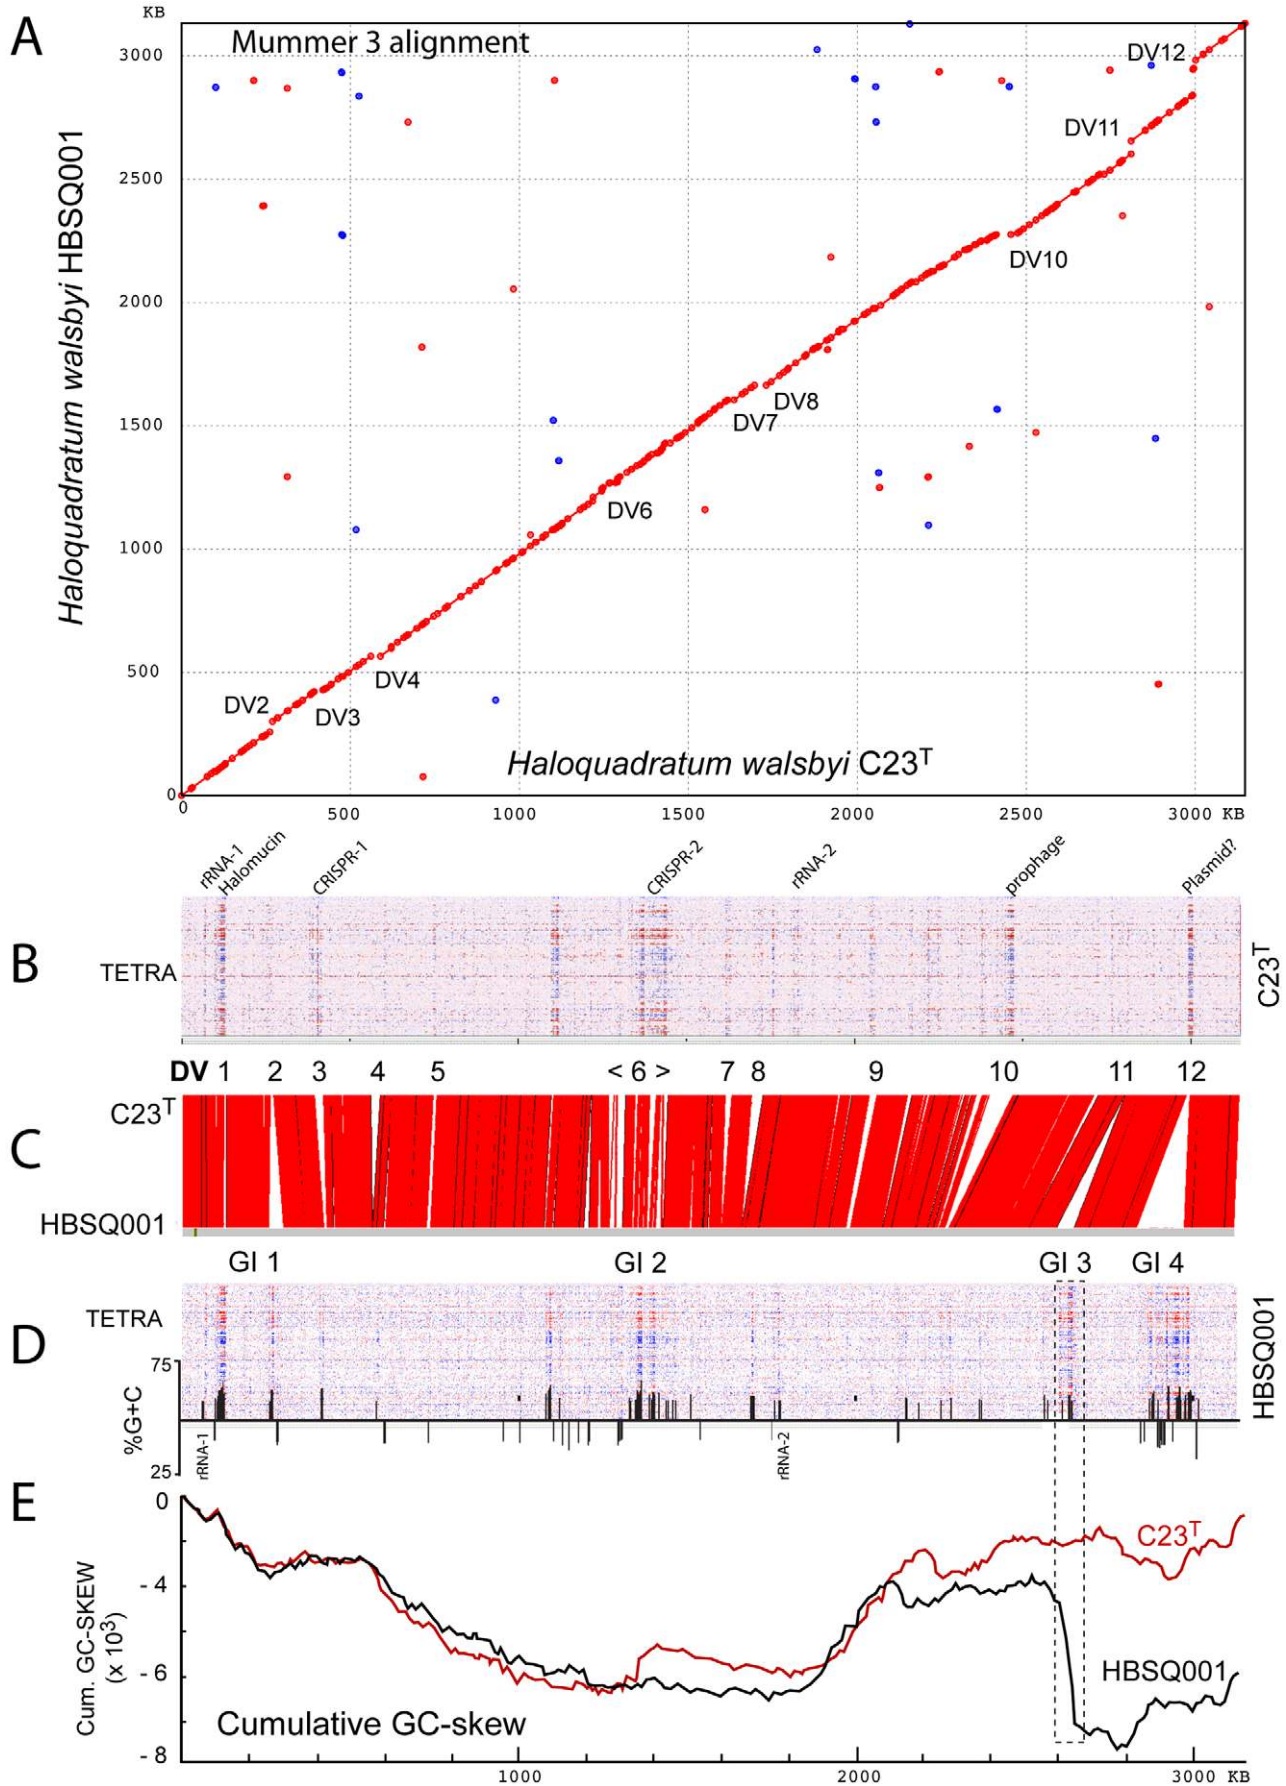 A
KB
Mummer 3 alignment
3000
2500
2000
1500
1000
500
0
Haloquadratum walsbyi HBSQ001
DV12
DV11
DV10
DV8
DV7
DV6
DV4
DV3
DV2
Haloquadratum walsbyi C23ᵀ
0 500 1000 1500 2000 2500 3000 KB
rRNA-1
Halomucin
CRISPR-1
CRISPR-2
rRNA-2
prophage
Plasmid?
B
TETRA
C23ᵀ
DV 1 2 3 4 5 < 6 > 7 8 9 10 11 12
C
C23ᵀ
HBSQ001
GI 1 GI 2 GI 3 GI 4
D
TETRA
HBSQ001
75
%G+C
25
rRNA-1
rRNA-2
E
0
- 4
- 6
- 8
Cum. GC-SKEW
(x 10³)
C23ᵀ
HBSQ001
Cumulative GC-skew
1000 2000 3000 KB